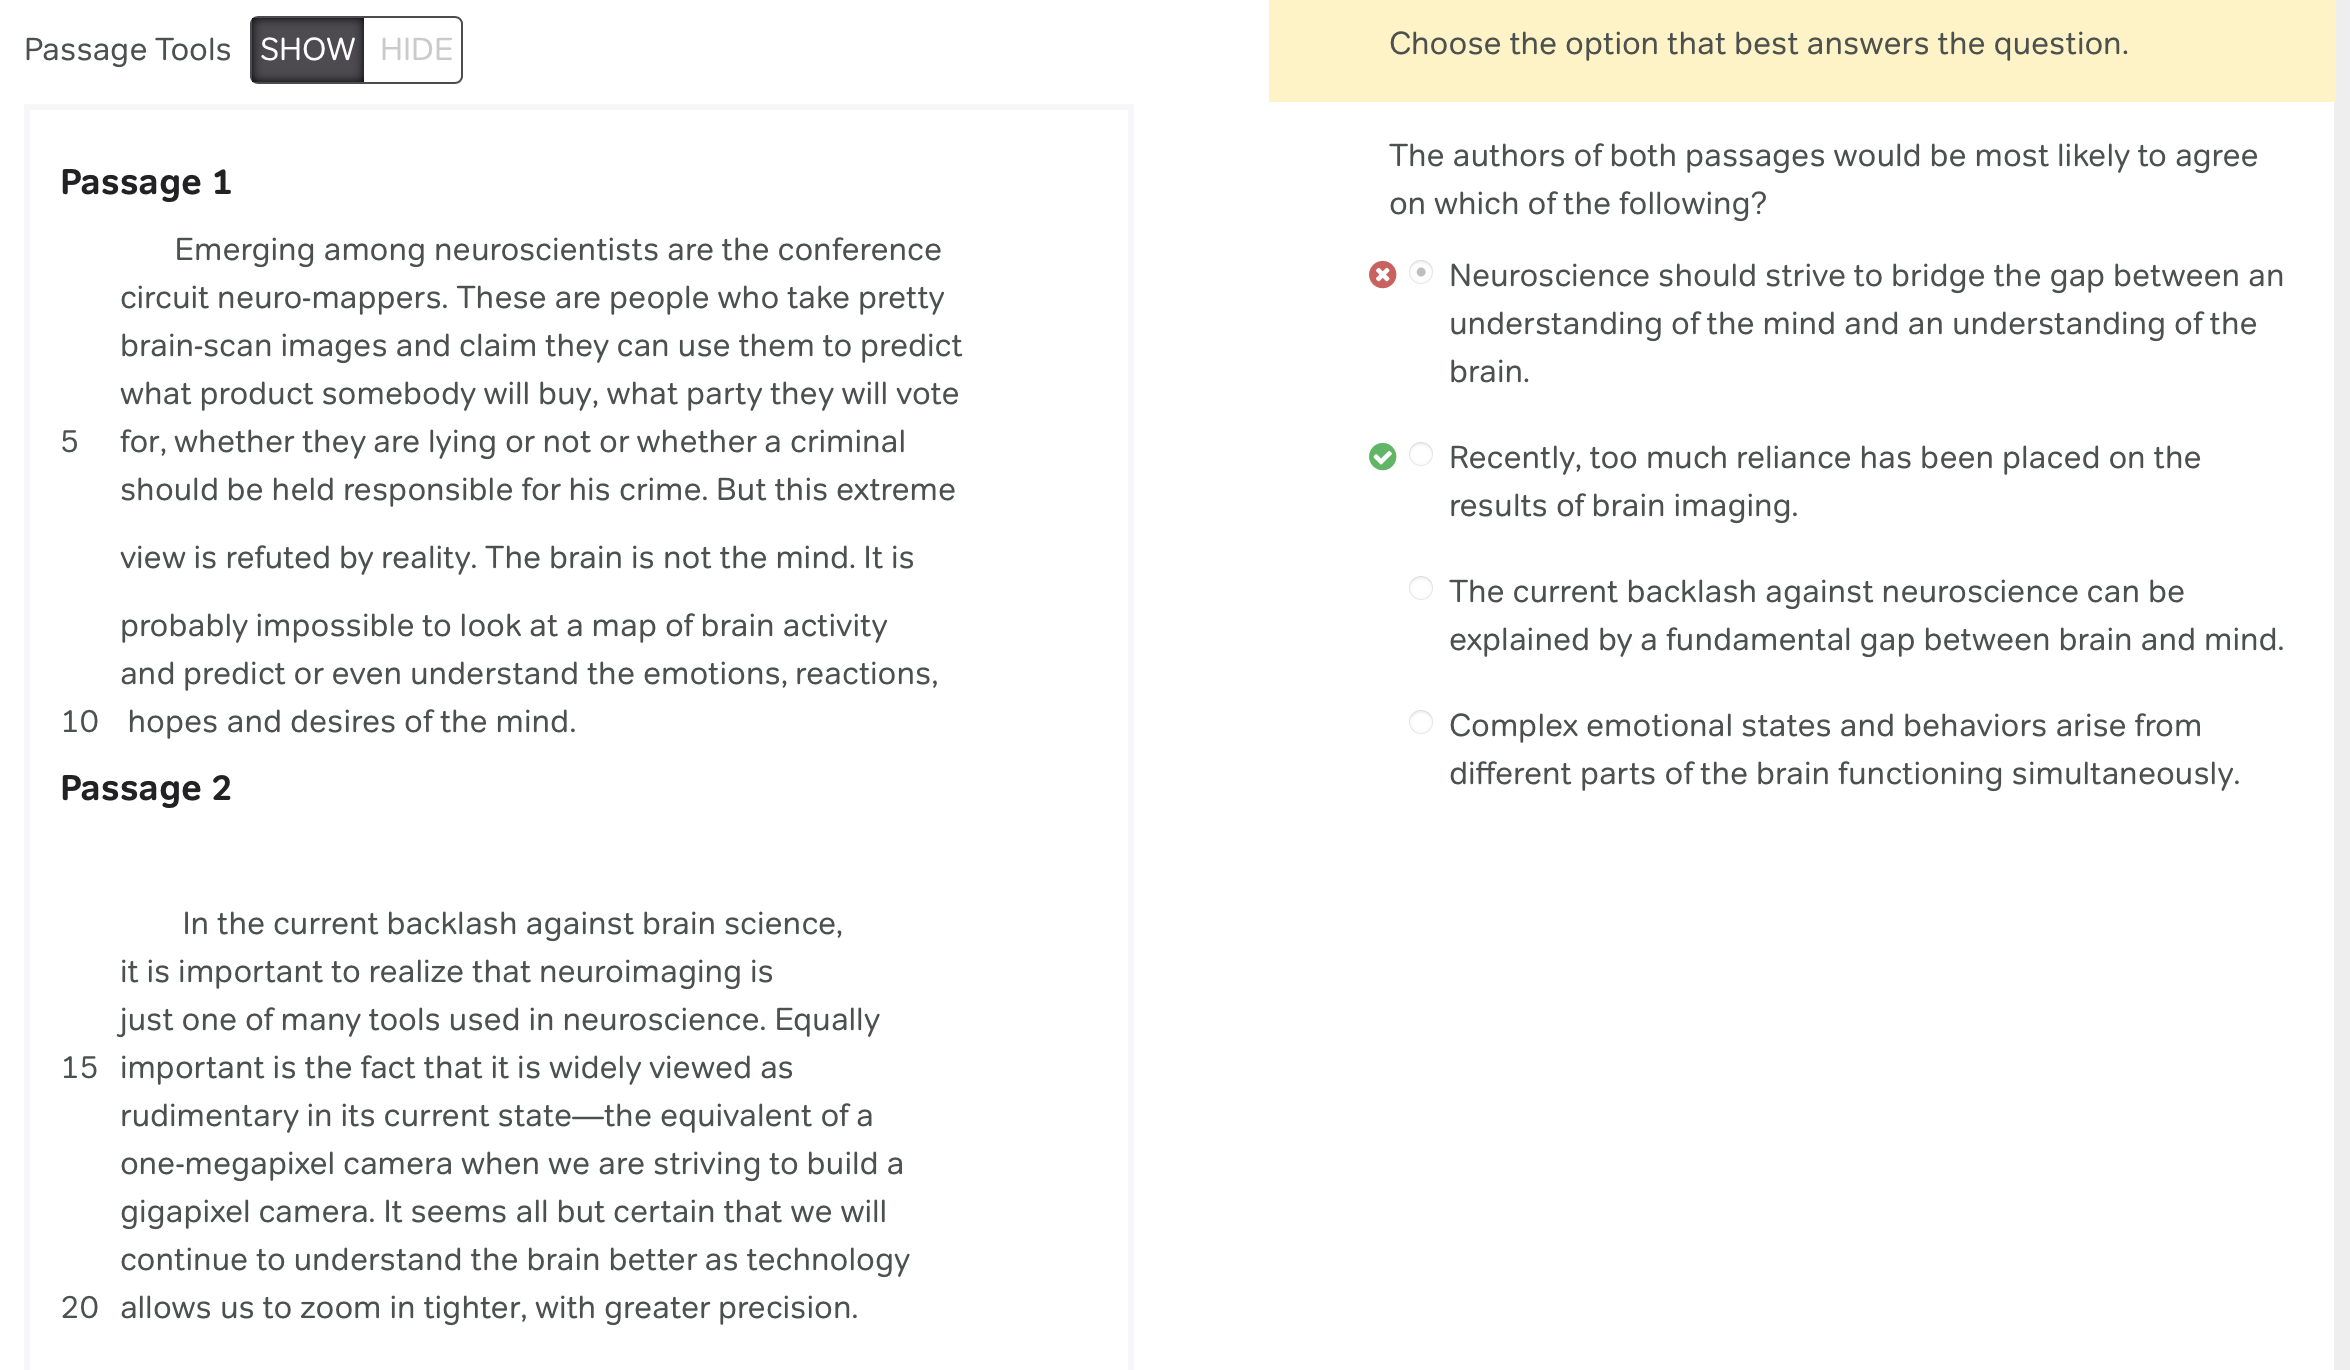 Passage Tools SHOW HIDE
Passage 1
Emerging among neuroscientists are the conference
circuit neuro-mappers. These are people who take pretty
brain-scan images and claim they can use them to predict
what product somebody will buy, what party they will vote
5 for, whether they are lying or not or whether a criminal
should be held responsible for his crime. But this extreme
view is refuted by reality. The brain is not the mind. It is
probably impossible to look at a map of brain activity
and predict or even understand the emotions, reactions,
10 hopes and desires of the mind.
Passage 2
In the current backlash against brain science,
it is important to realize that neuroimaging is
just one of many tools used in neuroscience. Equally
15 important is the fact that it is widely viewed as
rudimentary in its current state—the equivalent of a
one-megapixel camera when we are striving to build a
gigapixel camera. It seems all but certain that we will
continue to understand the brain better as technology
20 allows us to zoom in tighter, with greater precision.
Choose the option that best answers the question.
The authors of both passages would be most likely to agree
on which of the following?
Neuroscience should strive to bridge the gap between an
understanding of the mind and an understanding of the
brain.
Recently, too much reliance has been placed on the
results of brain imaging.
The current backlash against neuroscience can be
explained by a fundamental gap between brain and mind.
Complex emotional states and behaviors arise from
different parts of the brain functioning simultaneously.